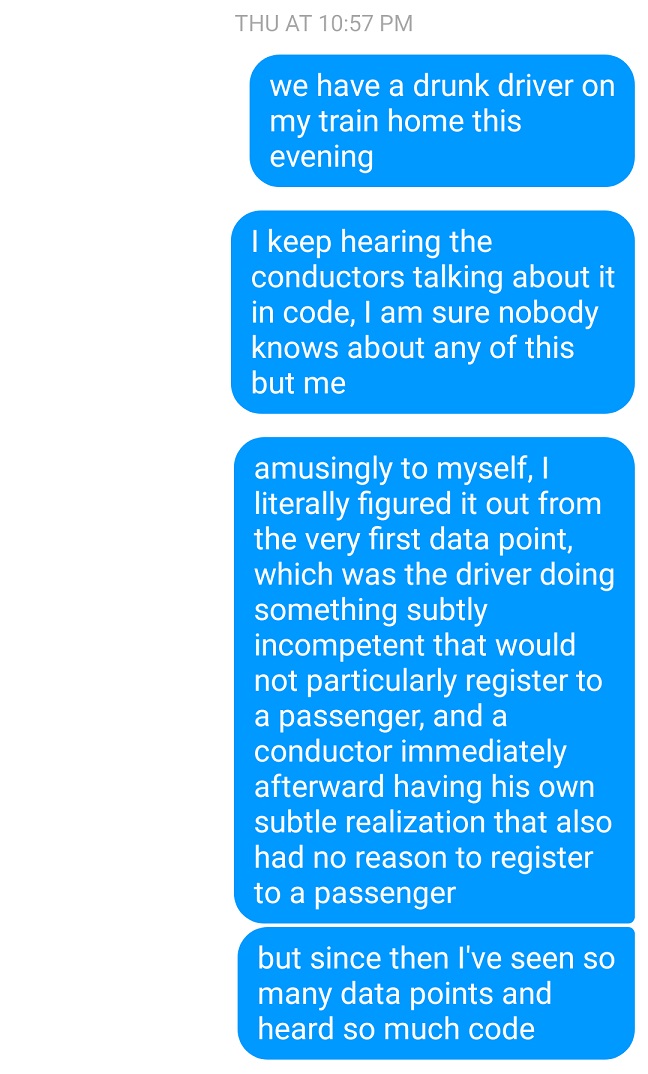 THU AT 10:57 PM
we have a drunk driver on
my train home this
evening
I keep hearing the
conductors talking about it
in code, I am sure nobody
knows about any of this
but me
amusingly to myself, I
literally figured it out from
the very first data point,
which was the driver doing
something subtly
incompetent that would
not particularly register to
a passenger, and a
conductor immediately
afterward having his own
subtle realization that also
had no reason to register
to a passenger
but since then I've seen so
many data points and
heard so much code